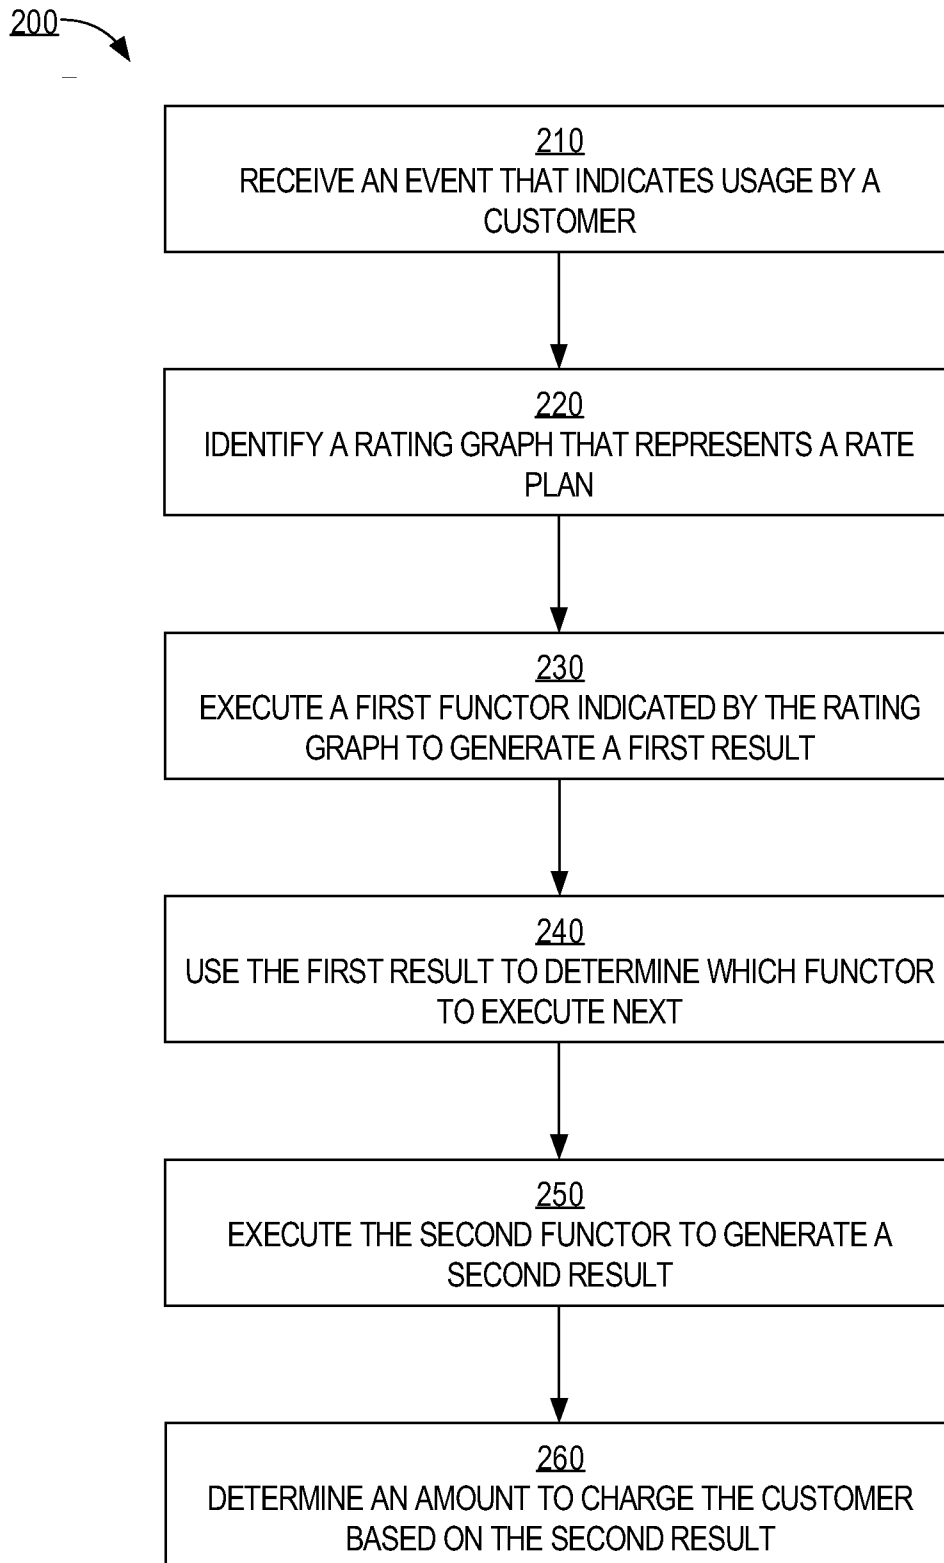 200
210
RECEIVE AN EVENT THAT INDICATES USAGE BY A
CUSTOMER
220
IDENTIFY A RATING GRAPH THAT REPRESENTS A RATE
PLAN
230
EXECUTE A FIRST FUNCTOR INDICATED BY THE RATING
GRAPH TO GENERATE A FIRST RESULT
240
USE THE FIRST RESULT TO DETERMINE WHICH FUNCTOR
TO EXECUTE NEXT
250
EXECUTE THE SECOND FUNCTOR TO GENERATE A
SECOND RESULT
260
DETERMINE AN AMOUNT TO CHARGE THE CUSTOMER
BASED ON THE SECOND RESULT